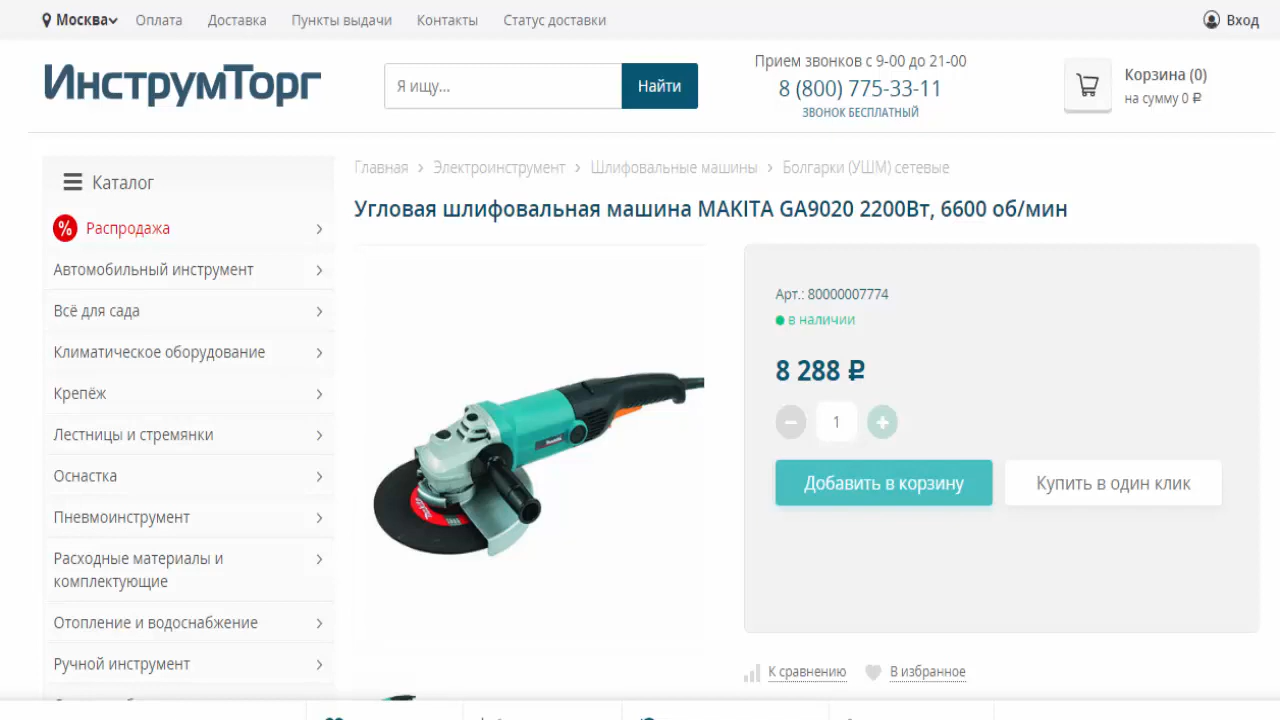 Москва
Оплата
Доставка
Пункты выдачи
Контакты
Статус доставки
Вход
ИнструмТорг
Я ищу...
Найти
Прием звонков с 9-00 до 21-00
8 (800) 775-33-11
ЗВОНОК БЕСПЛАТНЫЙ
Корзина (0)
на сумму 0 ₽
Каталог
% Распродажа
Автомобильный инструмент
Всё для сада
Климатическое оборудование
Крепёж
Лестницы и стремянки
Оснастка
Пневмоинструмент
Расходные материалы и
комплектующие
Отопление и водоснабжение
Ручной инструмент
Главная › Электроинструмент › Шлифовальные машины › Болгарки (УШМ) сетевые
Угловая шлифовальная машина MAKITA GA9020 2200Вт, 6600 об/мин
Арт.: 80000007774
в наличии
8 288 ₽
1
Добавить в корзину
Купить в один клик
К сравнению
В избранное